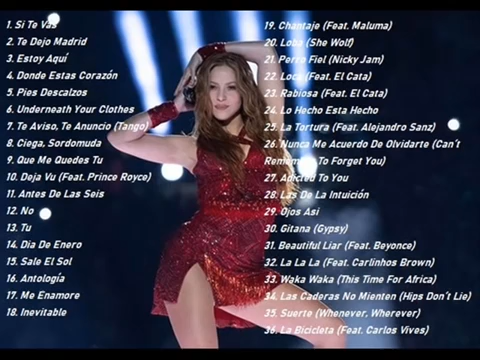 1. Si Te Vas
2. Te Dejo Madrid
3. Estoy Aquí
4. Donde Estas Corazón
5. Pies Descalzos
6. Underneath Your Clothes
7. Te Aviso, Te Anuncio (Tango)
8. Ciega, Sordomuda
9. Que Me Quedes Tu
10. Deja Vu (Feat. Prince Royce)
11. Antes De Las Seis
12. No
13. Tu
14. Dia De Enero
15. Sale El Sol
16. Antología
17. Me Enamore
18. Inevitable
19. Chantaje (Feat. Maluma)
20. Loba (She Wolf)
21. Perro Fiel (Nicky Jam)
22. Loca (Feat. El Cata)
23. Rabiosa (Feat. El Cata)
24. Lo Hecho Esta Hecho
25. La Tortura (Feat. Alejandro Sanz)
26. Nunca Me Acuerdo De Olvidarte (Can't
Remember To Forget You)
27. Adicted To You
28. Las De La Intuición
29. Ojos Asi
30. Gitana (Gypsy)
31. Beautiful Liar (Feat. Beyonce)
32. La La La (Feat. Carlinhos Brown)
33. Waka Waka (This Time For Africa)
34. Las Caderas No Mienten (Hips Don't Lie)
35. Suerte (Whenever, Wherever)
36. La Bicicleta (Feat. Carlos Vives)